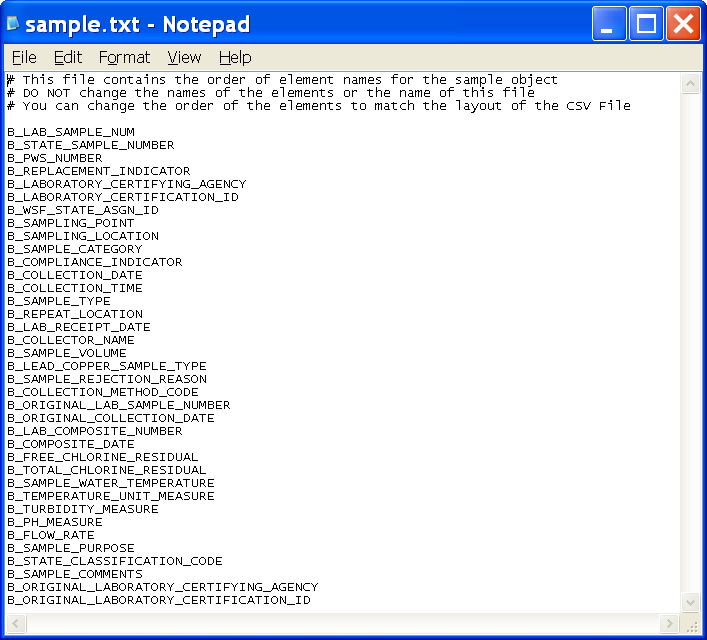 sample.txt - Notepad
File Edit Format View Help
# This file contains the order of element names for the sample object
# DO NOT change the names of the elements or the name of this file
# You can change the order of the elements to match the layout of the CSV File
B_LAB_SAMPLE_NUM
B_STATE_SAMPLE_NUMBER
B_PWS_NUMBER
B_REPLACEMENT_INDICATOR
B_LABORATORY_CERTIFYING_AGENCY
B_LABORATORY_CERTIFICATION_ID
B_WSF_STATE_ASGN_ID
B_SAMPLING_POINT
B_SAMPLING_LOCATION
B_SAMPLE_CATEGORY
B_COMPLIANCE_INDICATOR
B_COLLECTION_DATE
B_COLLECTION_TIME
B_SAMPLE_TYPE
B_REPEAT_LOCATION
B_LAB_RECEIPT_DATE
B_COLLECTOR_NAME
B_SAMPLE_VOLUME
B_LEAD_COPPER_SAMPLE_TYPE
B_SAMPLE_REJECTION_REASON
B_COLLECTION_METHOD_CODE
B_ORIGINAL_LAB_SAMPLE_NUMBER
B_ORIGINAL_COLLECTION_DATE
B_LAB_COMPOSITE_NUMBER
B_COMPOSITE_DATE
B_FREE_CHLORINE_RESIDUAL
B_TOTAL_CHLORINE_RESIDUAL
B_SAMPLE_WATER_TEMPERATURE
B_TEMPERATURE_UNIT_MEASURE
B_TURBIDITY_MEASURE
B_PH_MEASURE
B_FLOW_RATE
B_SAMPLE_PURPOSE
B_STATE_CLASSIFICATION_CODE
B_SAMPLE_COMMENTS
B_ORIGINAL_LABORATORY_CERTIFYING_AGENCY
B_ORIGINAL_LABORATORY_CERTIFICATION_ID